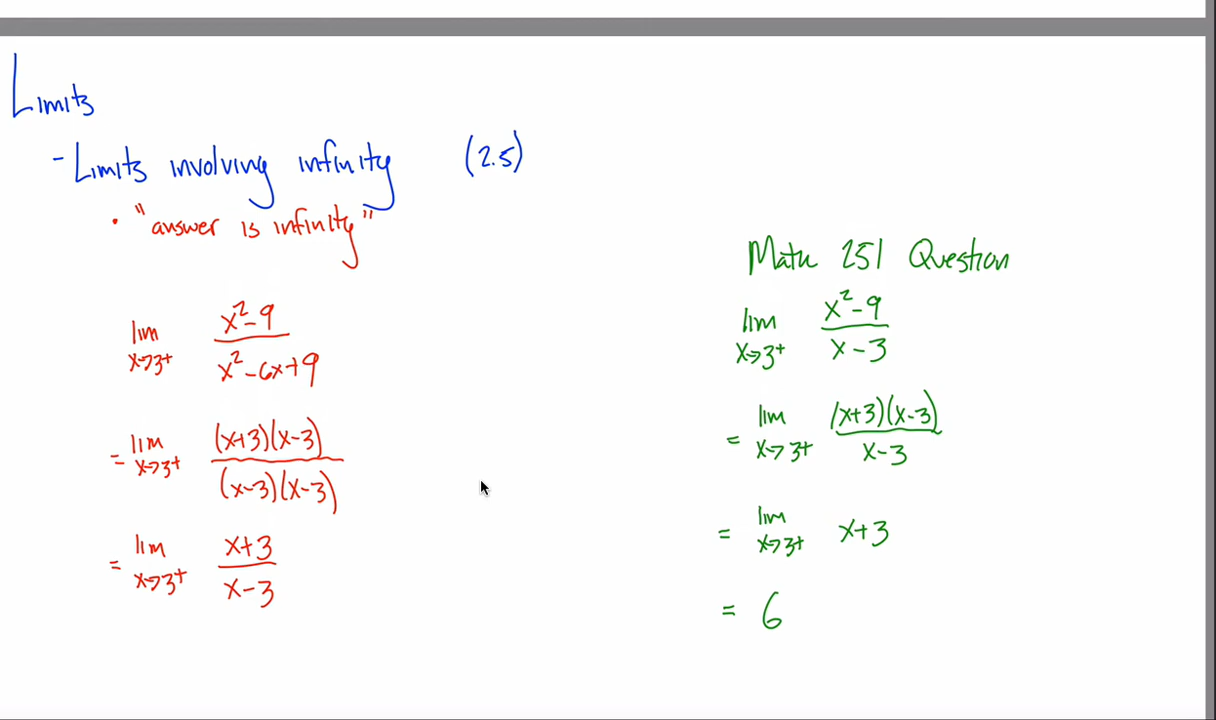 Limits
- Limits involving infinity (2.5)
• "answer is infinity"
lim x→3+ (x²-9)/(x²-6x+9)
= lim x→3+ ((x+3)(x-3))/((x-3)(x-3))
= lim x→3+ (x+3)/(x-3)
Math 251 Question
lim x→3+ (x²-9)/(x-3)
= lim x→3+ ((x+3)(x-3))/(x-3)
= lim x→3+ x+3
= 6